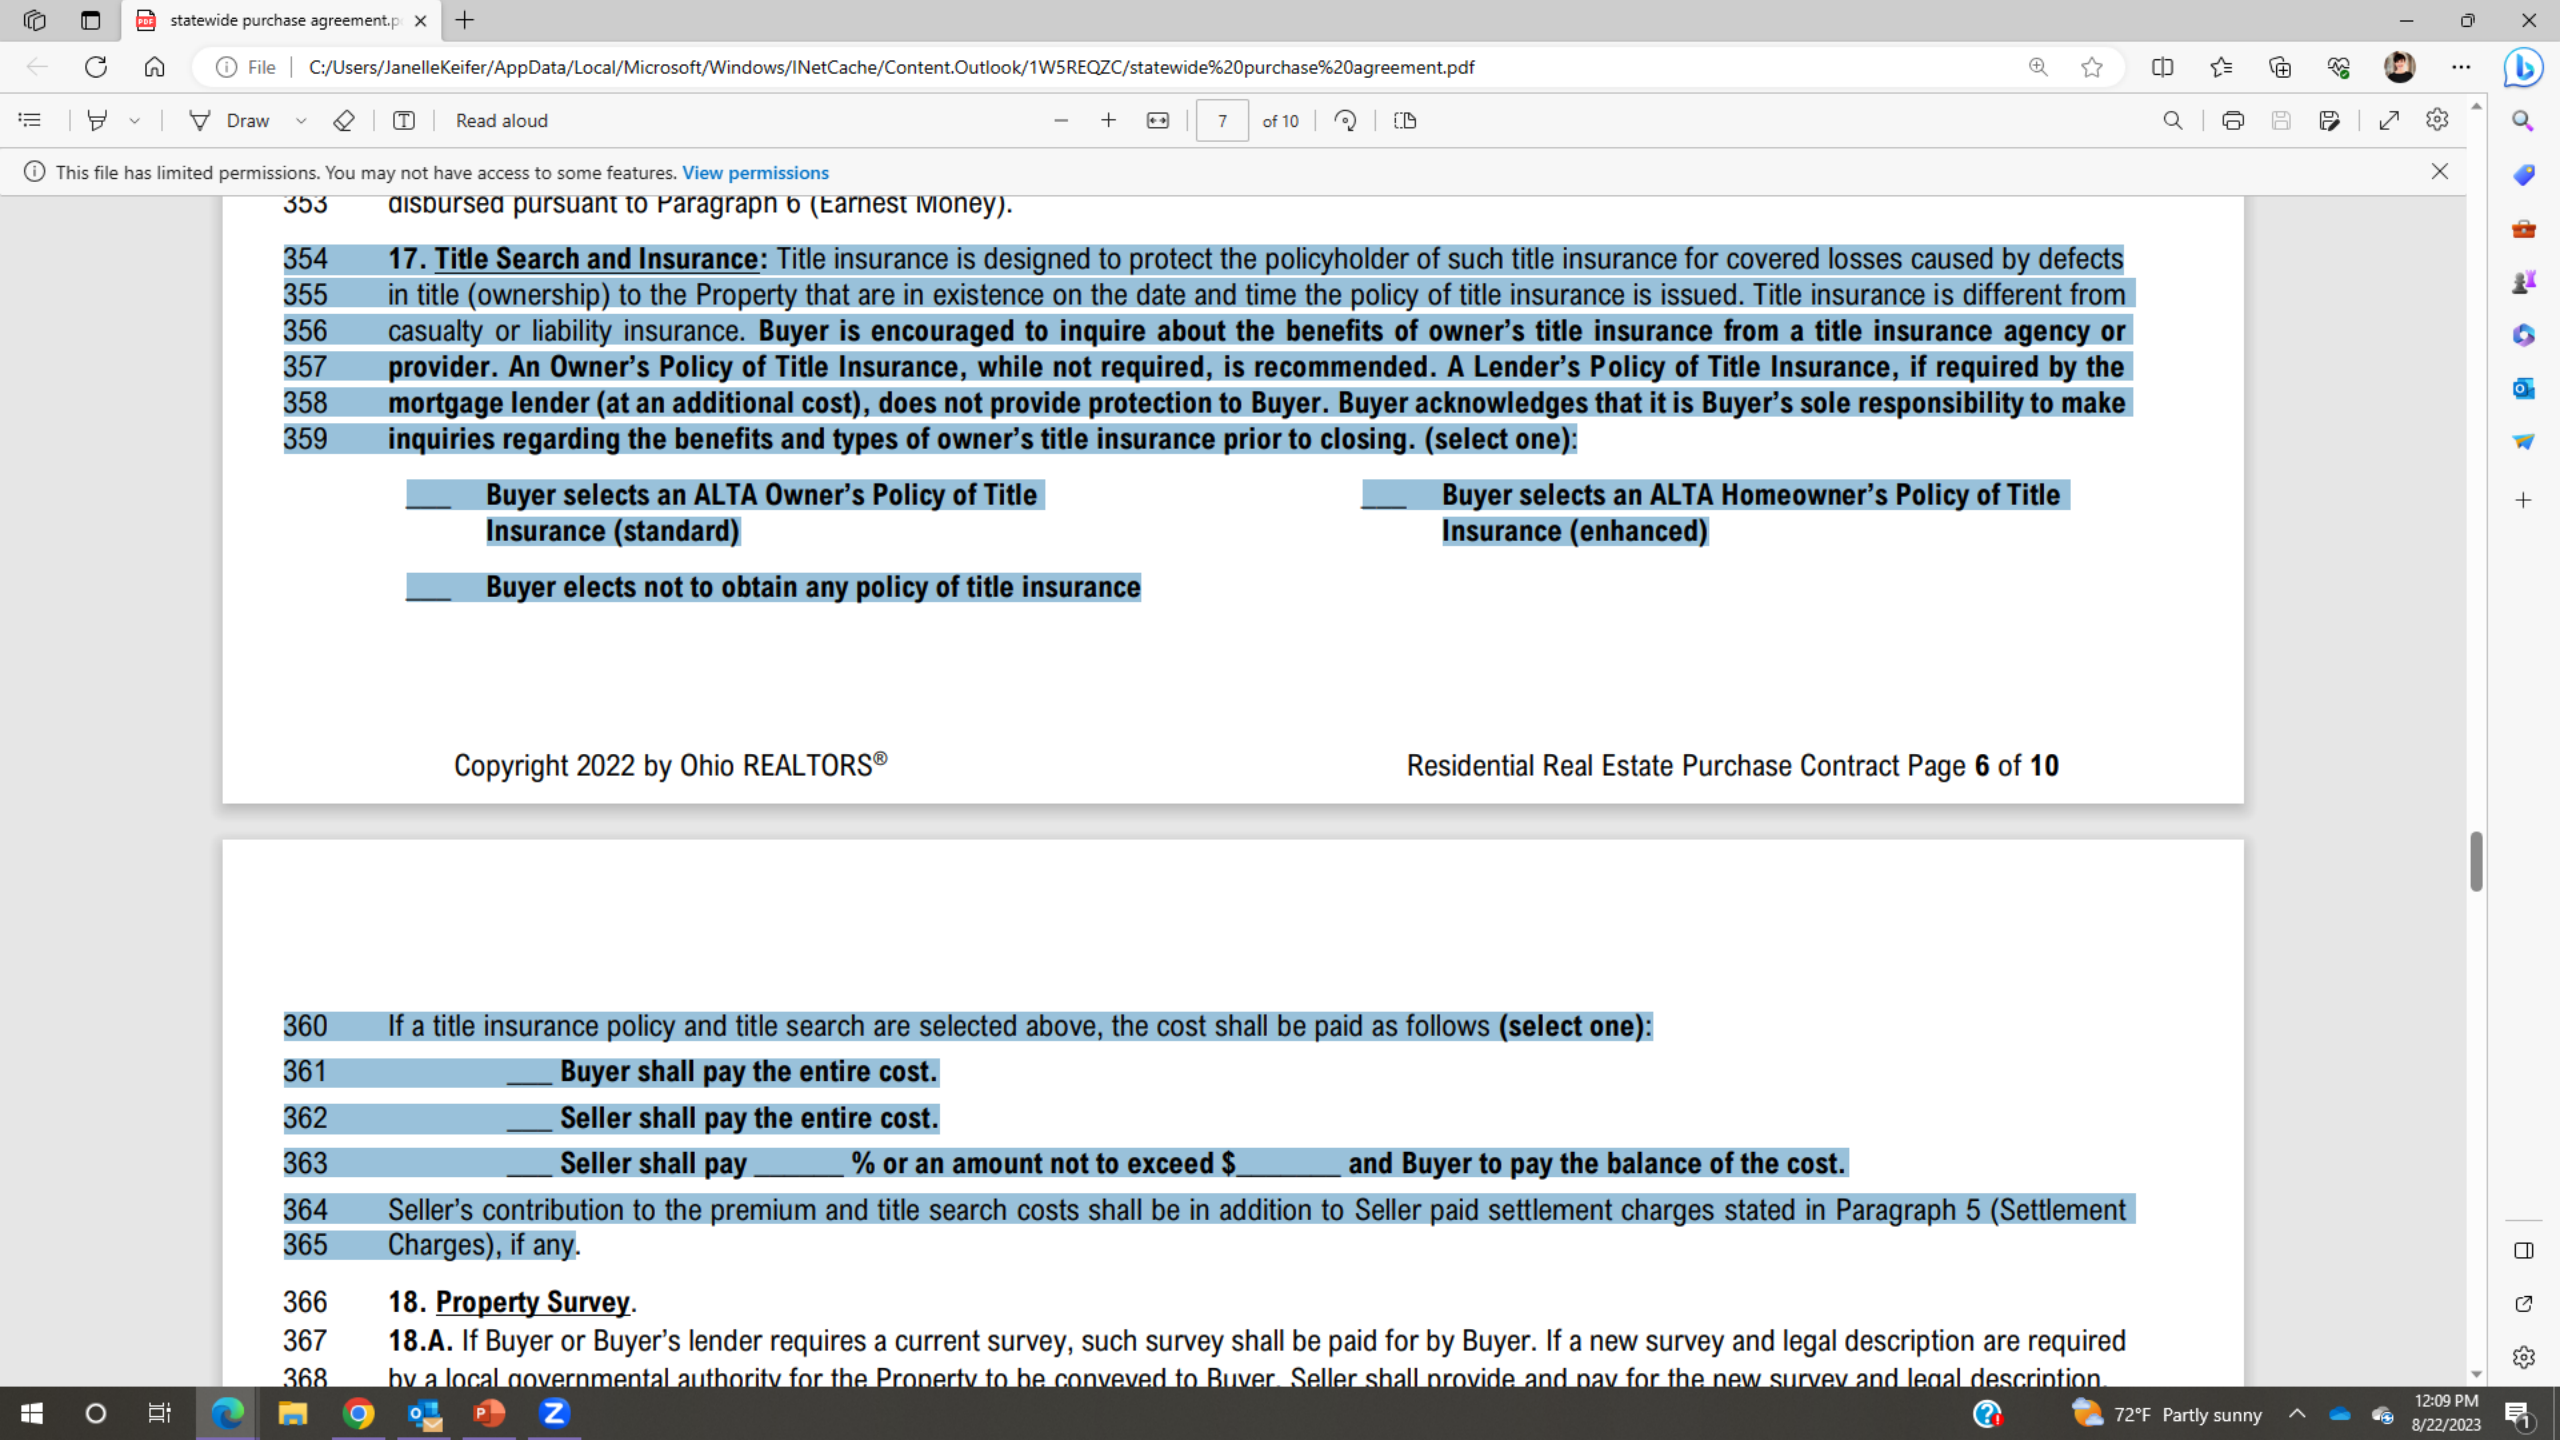 statewide purchase agreement.p
File
C:/Users/JanelleKeifer/AppData/Local/Microsoft/Windows/INetCache/Content.Outlook/1W5REQZC/statewide%20purchase%20agreement.pdf
Draw
Read aloud
7 of 10
This file has limited permissions. You may not have access to some features. View permissions
353 disbursed pursuant to Paragraph 6 (Earnest Money).
354 17. Title Search and Insurance: Title insurance is designed to protect the policyholder of such title insurance for covered losses caused by defects
355 in title (ownership) to the Property that are in existence on the date and time the policy of title insurance is issued. Title insurance is different from
356 casualty or liability insurance. Buyer is encouraged to inquire about the benefits of owner’s title insurance from a title insurance agency or
357 provider. An Owner’s Policy of Title Insurance, while not required, is recommended. A Lender’s Policy of Title Insurance, if required by the
358 mortgage lender (at an additional cost), does not provide protection to Buyer. Buyer acknowledges that it is Buyer’s sole responsibility to make
359 inquiries regarding the benefits and types of owner’s title insurance prior to closing. (select one):
___ Buyer selects an ALTA Owner’s Policy of Title
Insurance (standard)
___ Buyer selects an ALTA Homeowner’s Policy of Title
Insurance (enhanced)
___ Buyer elects not to obtain any policy of title insurance
Copyright 2022 by Ohio REALTORS®
Residential Real Estate Purchase Contract Page 6 of 10
360 If a title insurance policy and title search are selected above, the cost shall be paid as follows (select one):
361 ___ Buyer shall pay the entire cost.
362 ___ Seller shall pay the entire cost.
363 ___ Seller shall pay ______ % or an amount not to exceed $_______ and Buyer to pay the balance of the cost.
364 Seller’s contribution to the premium and title search costs shall be in addition to Seller paid settlement charges stated in Paragraph 5 (Settlement
365 Charges), if any.
366 18. Property Survey.
367 18.A. If Buyer or Buyer’s lender requires a current survey, such survey shall be paid for by Buyer. If a new survey and legal description are required
368 by a local governmental authority for the Property to be conveyed to Buyer, Seller shall provide and pay for the new survey and legal description.
72°F Partly sunny
12:09 PM
8/22/2023
1